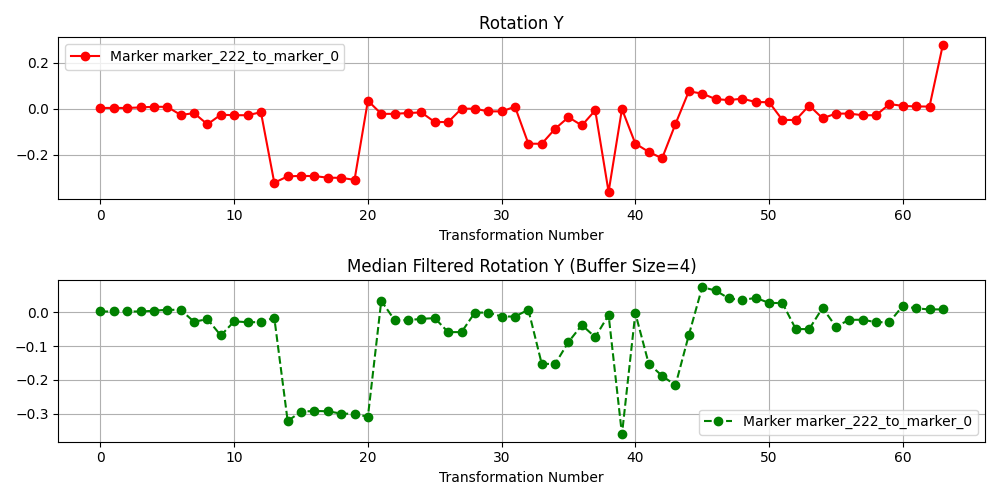 Rotation Y
Marker marker_222_to_marker_0
0.2
0.0
−0.2
0 10 20 30 40 50 60
Transformation Number
Median Filtered Rotation Y (Buffer Size=4)
0.0
−0.1
−0.2
−0.3
Marker marker_222_to_marker_0
0 10 20 30 40 50 60
Transformation Number